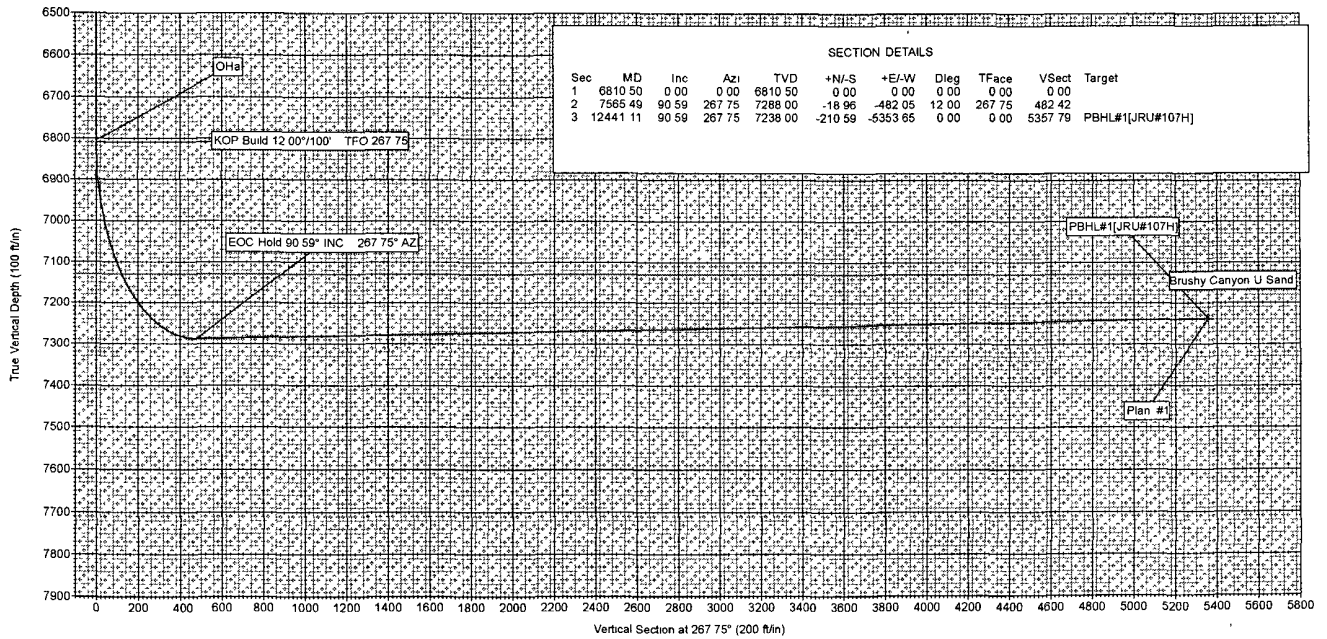 6500
6600
6700
6800
6900
7000
7100
7200
7300
7400
7500
7600
7700
7800
7900
True Vertical Depth (100 ft/in)
OHa
KOP Build 12 00°/100' TFO 267 75
EOC Hold 90 59° INC 267 75° AZ
SECTION DETAILS
Sec MD Inc Azi TVD +N/-S +E/-W Dleg TFace VSect Target
1 6810 50 0 00 0 00 6810 50 0 00 0 00 0 00 0 00 0 00
2 7565 49 90 59 267 75 7288 00 -18 96 -482 05 12 00 267 75 482 42
3 12441 11 90 59 267 75 7238 00 -210 59 -5353 65 0 00 0 00 5357 79 PBHL#1[JRU#107H]
PBHL#1[JRU#107H]
Brushy Canyon U Sand
Plan #1
0 200 400 600 800 1000 1200 1400 1600 1800 2000 2200 2400 2600 2800 3000 3200 3400 3600 3800 4000 4200 4400 4600 4800 5000 5200 5400 5600 5800
Vertical Section at 267 75° (200 ft/in)